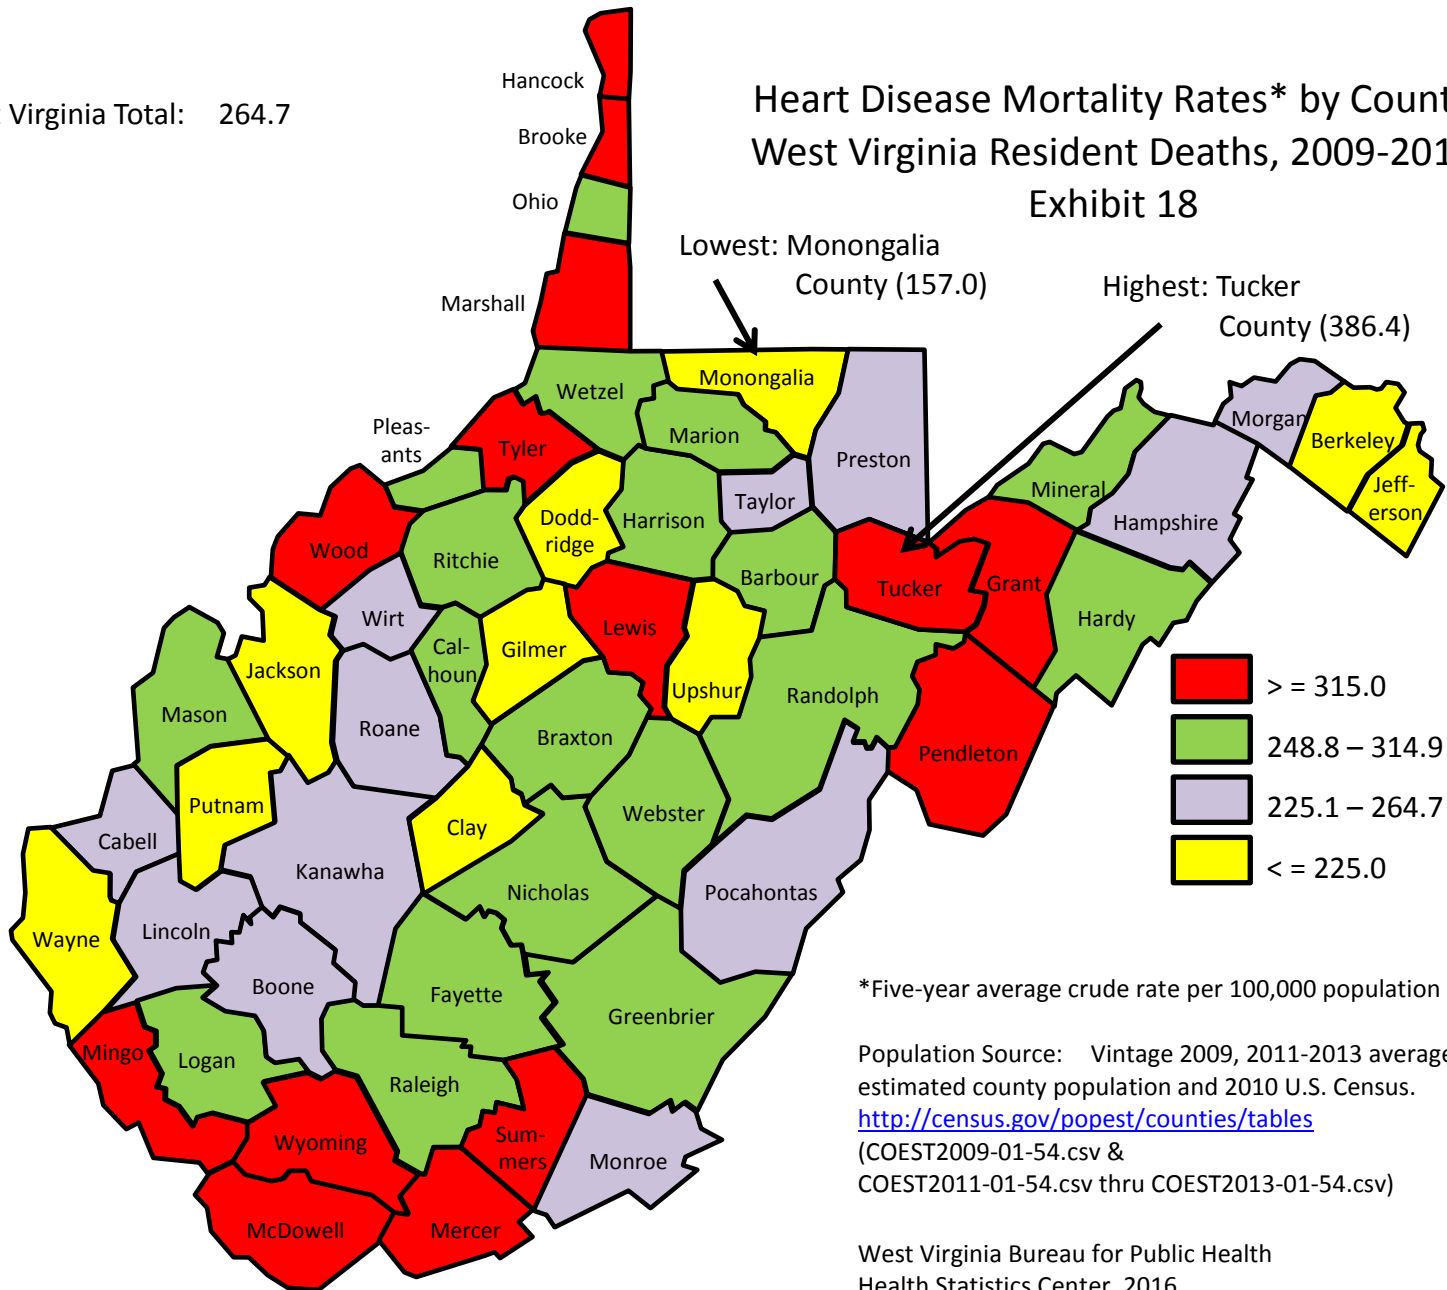 Virginia Total: 264.7
Heart Disease Mortality Rates* by Count
West Virginia Resident Deaths, 2009-201
Exhibit 18
Lowest: Monongalia
County (157.0)
Highest: Tucker
County (386.4)
Hancock
Brooke
Ohio
Marshall
Wetzel
Monongalia
Marion
Preston
Pleas-
ants
Tyler
Taylor
Dodd-
ridge
Harrison
Wood
Ritchie
Barbour
Tucker
Grant
Mineral
Hampshire
Morgan
Berkeley
Jeff-
erson
Hardy
Wirt
Cal-
houn
Gilmer
Lewis
Upshur
Randolph
Pendleton
Jackson
Mason
Roane
Braxton
Webster
Putnam
Clay
Cabell
Kanawha
Nicholas
Pocahontas
Wayne
Lincoln
Boone
Fayette
Greenbrier
Mingo
Logan
Raleigh
Wyoming
Sum-
mers
Monroe
McDowell
Mercer
> = 315.0
248.8 – 314.9
225.1 – 264.7
< = 225.0
*Five-year average crude rate per 100,000 population
Population Source: Vintage 2009, 2011-2013 average
estimated county population and 2010 U.S. Census.
http://census.gov/popest/counties/tables
(COEST2009-01-54.csv &
COEST2011-01-54.csv thru COEST2013-01-54.csv)
West Virginia Bureau for Public Health
Health Statistics Center, 2016